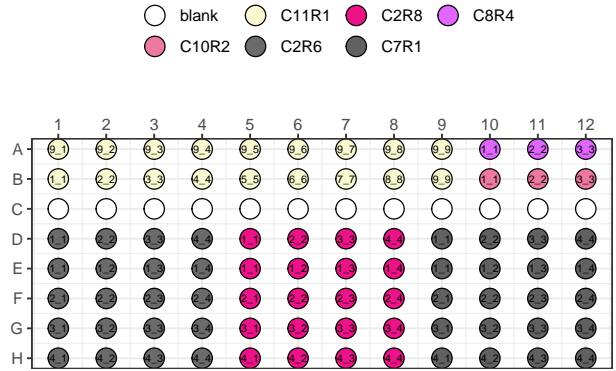 blank C11R1 C2R8 C8R4
C10R2 C2R6 C7R1
1 2 3 4 5 6 7 8 9 10 11 12
A 9_1 9_2 9_3 9_4 9_5 9_6 9_7 9_8 9_9 1_1 2_2 3_3
B 1_1 2_2 3_3 4_4 5_5 6_6 7_7 8_8 9_9 1_1 2_2 3_3
C
D 1_1 2_2 3_3 4_4 1_1 2_2 3_3 4_4 1_1 2_2 3_3 4_4
E 1_1 1_2 1_3 1_4 1_1 1_2 1_3 1_4 1_1 1_2 1_3 1_4
F 2_1 2_2 2_3 2_4 2_1 2_2 2_3 2_4 2_1 2_2 2_3 2_4
G 3_1 3_2 3_3 3_4 3_1 3_2 3_3 3_4 3_1 3_2 3_3 3_4
H 4_1 4_2 4_3 4_4 4_1 4_2 4_3 4_4 4_1 4_2 4_3 4_4